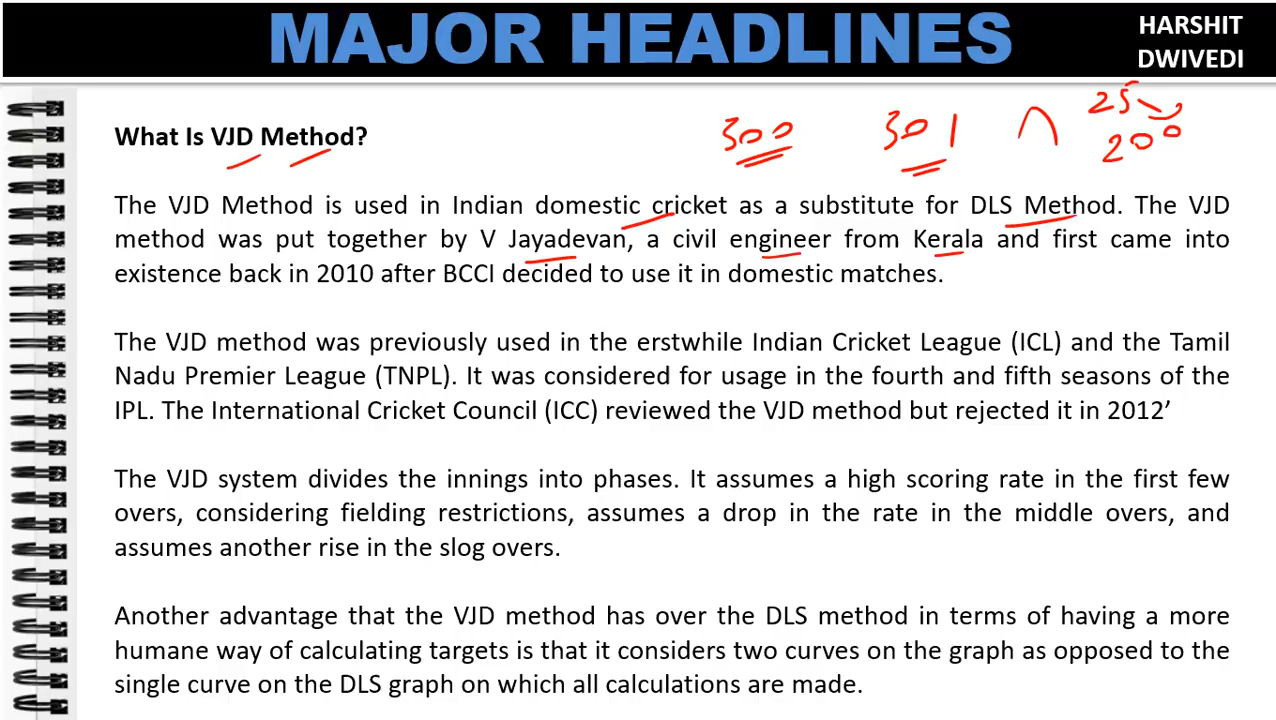 MAJOR HEADLINES
HARSHIT
DWIVEDI
What Is VJD Method?
300
301
25
200
The VJD Method is used in Indian domestic cricket as a substitute for DLS Method. The VJD
method was put together by V Jayadevan, a civil engineer from Kerala and first came into
existence back in 2010 after BCCI decided to use it in domestic matches.
The VJD method was previously used in the erstwhile Indian Cricket League (ICL) and the Tamil
Nadu Premier League (TNPL). It was considered for usage in the fourth and fifth seasons of the
IPL. The International Cricket Council (ICC) reviewed the VJD method but rejected it in 2012’
The VJD system divides the innings into phases. It assumes a high scoring rate in the first few
overs, considering fielding restrictions, assumes a drop in the rate in the middle overs, and
assumes another rise in the slog overs.
Another advantage that the VJD method has over the DLS method in terms of having a more
humane way of calculating targets is that it considers two curves on the graph as opposed to the
single curve on the DLS graph on which all calculations are made.